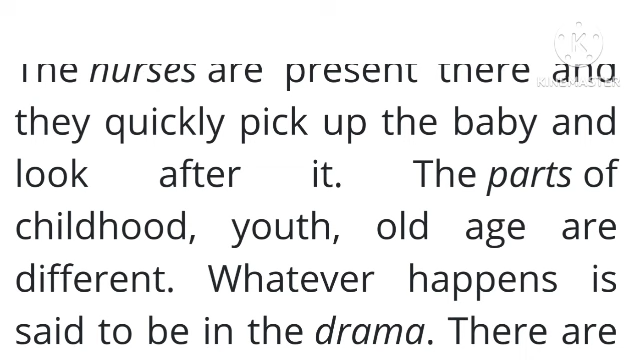 The nurses are present there and
KINEMASTER
they quickly pick up the baby and
look after it. The parts of
childhood, youth, old age are
different. Whatever happens is
said to be in the drama. There are